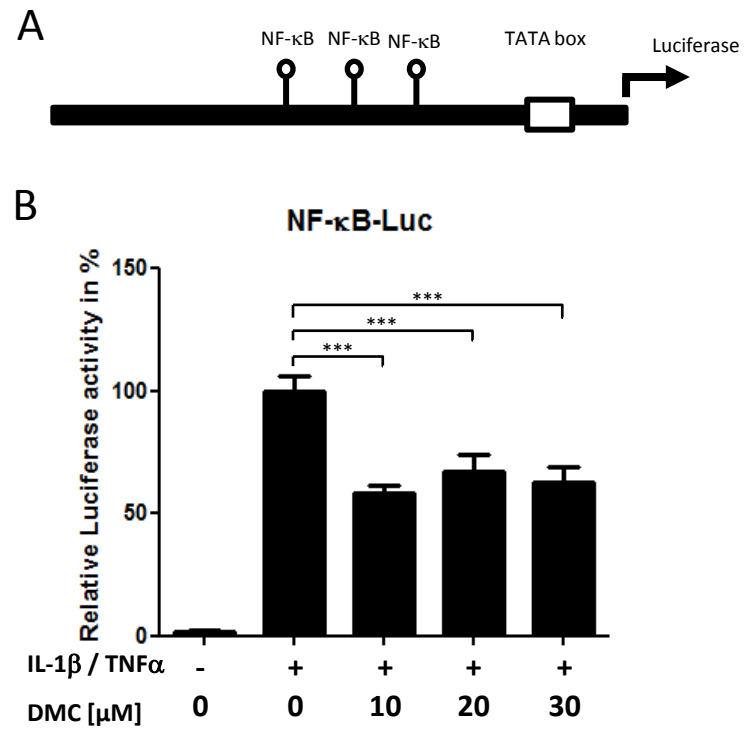 A
NF-κB NF-κB NF-κB TATA box Luciferase
B
NF-κB-Luc
Relative Luciferase activity in %
150
100
50
0
***
***
***
IL-1β / TNFα - + + + +
DMC [µM] 0 0 10 20 30